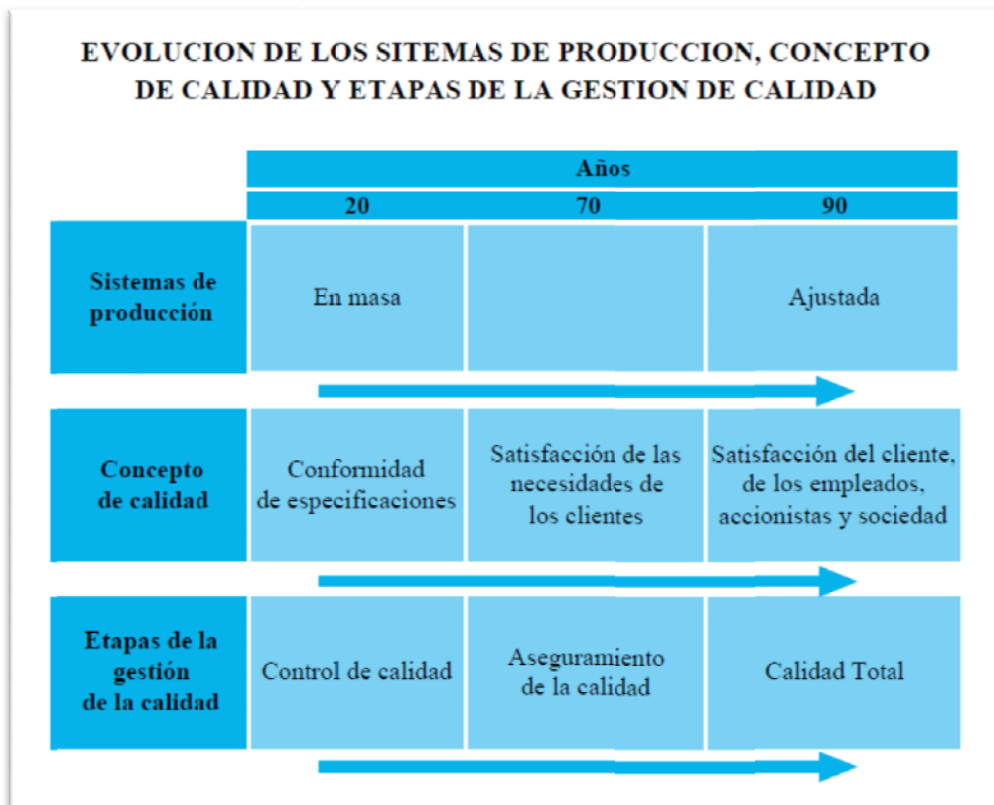 EVOLUCION DE LOS SITEMAS DE PRODUCCION, CONCEPTO
DE CALIDAD Y ETAPAS DE LA GESTION DE CALIDAD
Años
20 70 90
Sistemas de
producción
En masa
Ajustada
Concepto
de calidad
Conformidad
de especificaciones
Satisfacción de las
necesidades de
los clientes
Satisfacción del cliente,
de los empleados,
accionistas y sociedad
Etapas de la
gestión
de la calidad
Control de calidad
Aseguramiento
de la calidad
Calidad Total